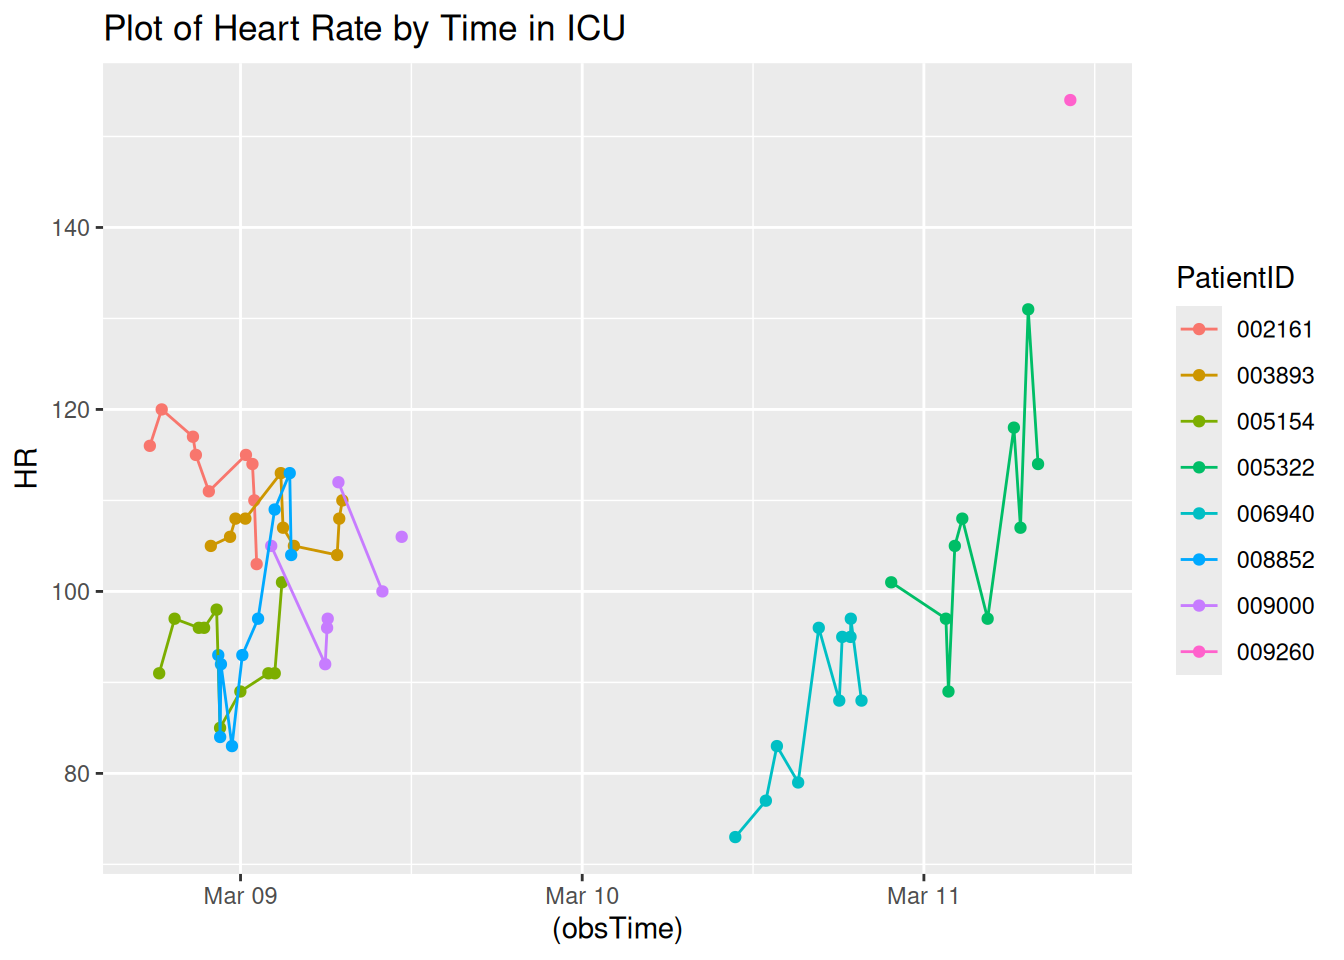 Plot of Heart Rate by Time in ICU
HR
140
120
100
80
Mar 09
Mar 10
Mar 11
(obsTime)
PatientID
002161
003893
005154
005322
006940
008852
009000
009260